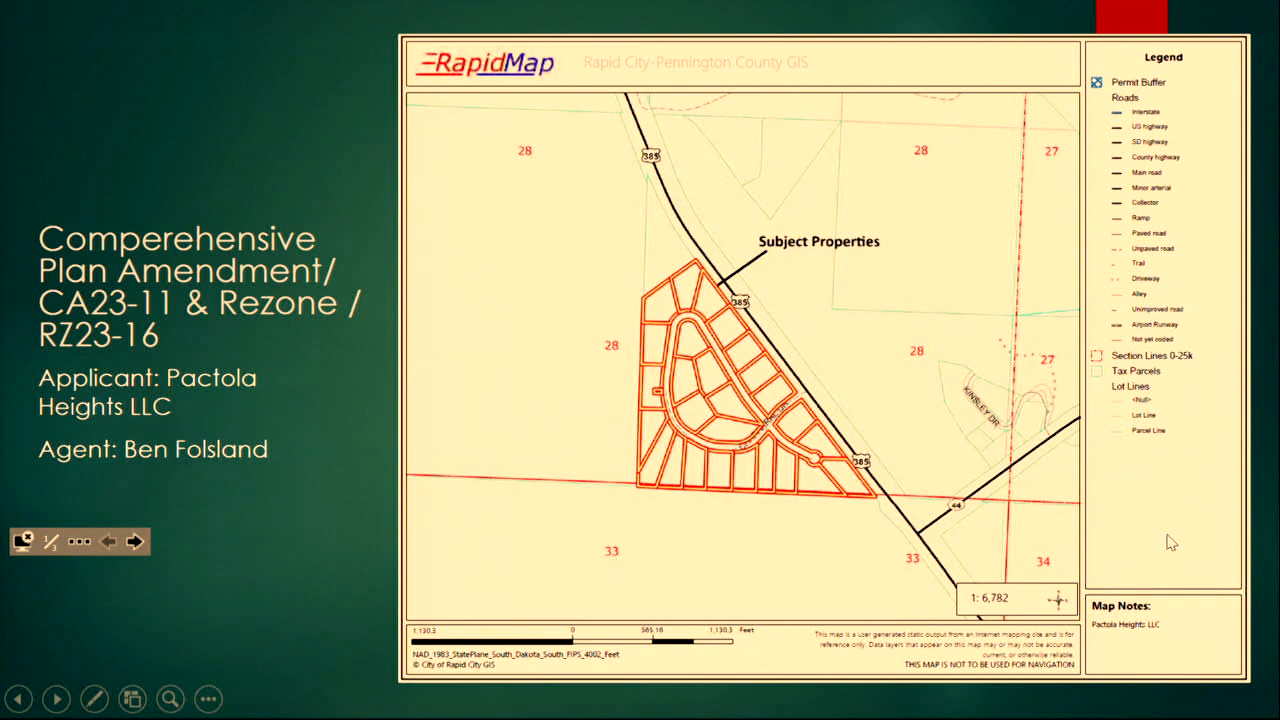 Comperehensive
Plan Amendment/
CA23-11 & Rezone /
RZ23-16
Applicant: Pactola
Heights LLC
Agent: Ben Folsland
1/3
RapidMap
Rapid City-Pennington County GIS
28
28
27
385
Subject Properties
385
28
28
27
KINSLEY DR
385
44
33
33
34
1: 6,782
1,130.3
0
565.16
1,130.3
Feet
NAD_1983_StatePlane_South_Dakota_South_FIPS_4002_Feet
© City of Rapid City GIS
This map is a user generated static output from an Internet mapping site and is for
reference only. Data layers that appear on this map may or may not be accurate,
current, or otherwise reliable.
THIS MAP IS NOT TO BE USED FOR NAVIGATION
Legend
Permit Buffer
Roads
Interstate
US highway
SD highway
County highway
Main road
Minor arterial
Collector
Ramp
Paved road
Unpaved road
Trail
Driveway
Alley
Unimproved road
Airport Runway
Not yet coded
Section Lines 0-25k
Tax Parcels
Lot Lines
<Null>
Lot Line
Parcel Line
Map Notes:
Pactola Heights LLC